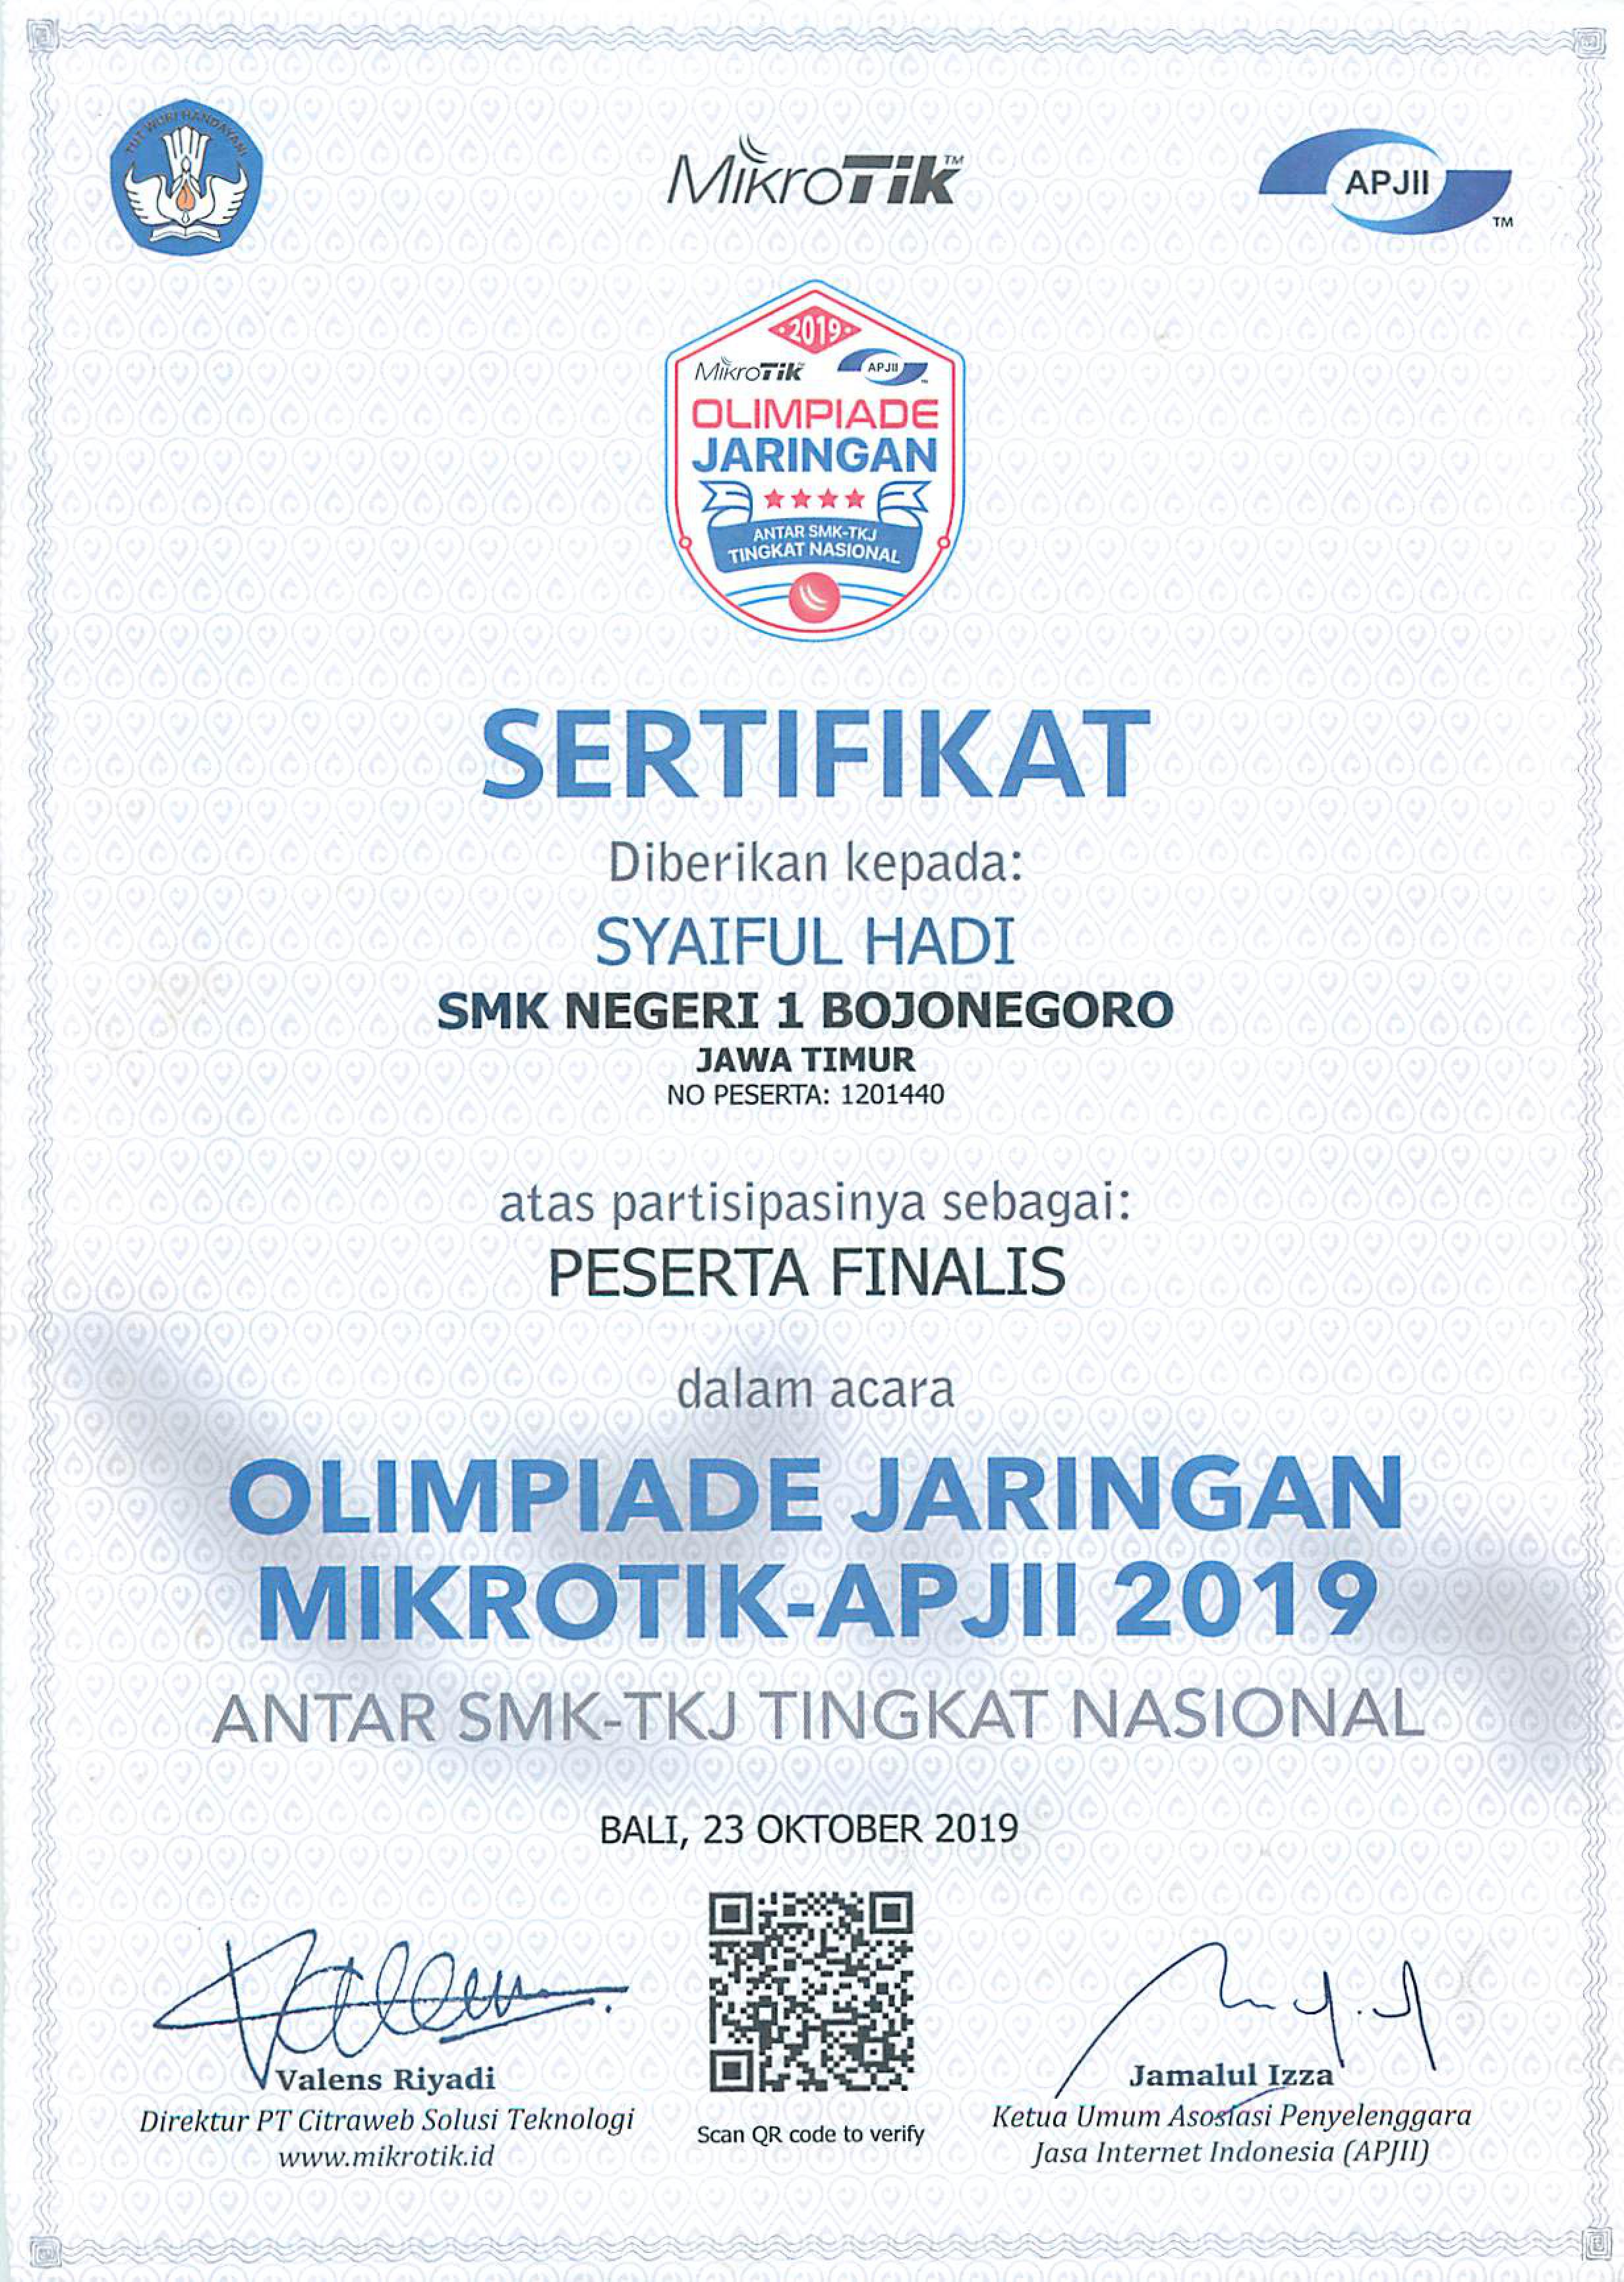 TUT WURI HANDAYANI
MikroTik™
APJII
TM
2019
MikroTik
APJII
OLIMPIADE
JARINGAN
ANTAR SMK-TKJ
TINGKAT NASIONAL
SERTIFIKAT
Diberikan kepada:
SYAIFUL HADI
SMK NEGERI 1 BOJONEGORO
JAWA TIMUR
NO PESERTA: 1201440
atas partisipasinya sebagai:
PESERTA FINALIS
dalam acara
OLIMPIADE JARINGAN
MIKROTIK-APJII 2019
ANTAR SMK-TKJ TINGKAT NASIONAL
BALI, 23 OKTOBER 2019
Valens Riyadi
Direktur PT Citraweb Solusi Teknologi
www.mikrotik.id
Scan QR code to verify
Jamalul Izza
Ketua Umum Asosiasi Penyelenggara
Jasa Internet Indonesia (APJII)